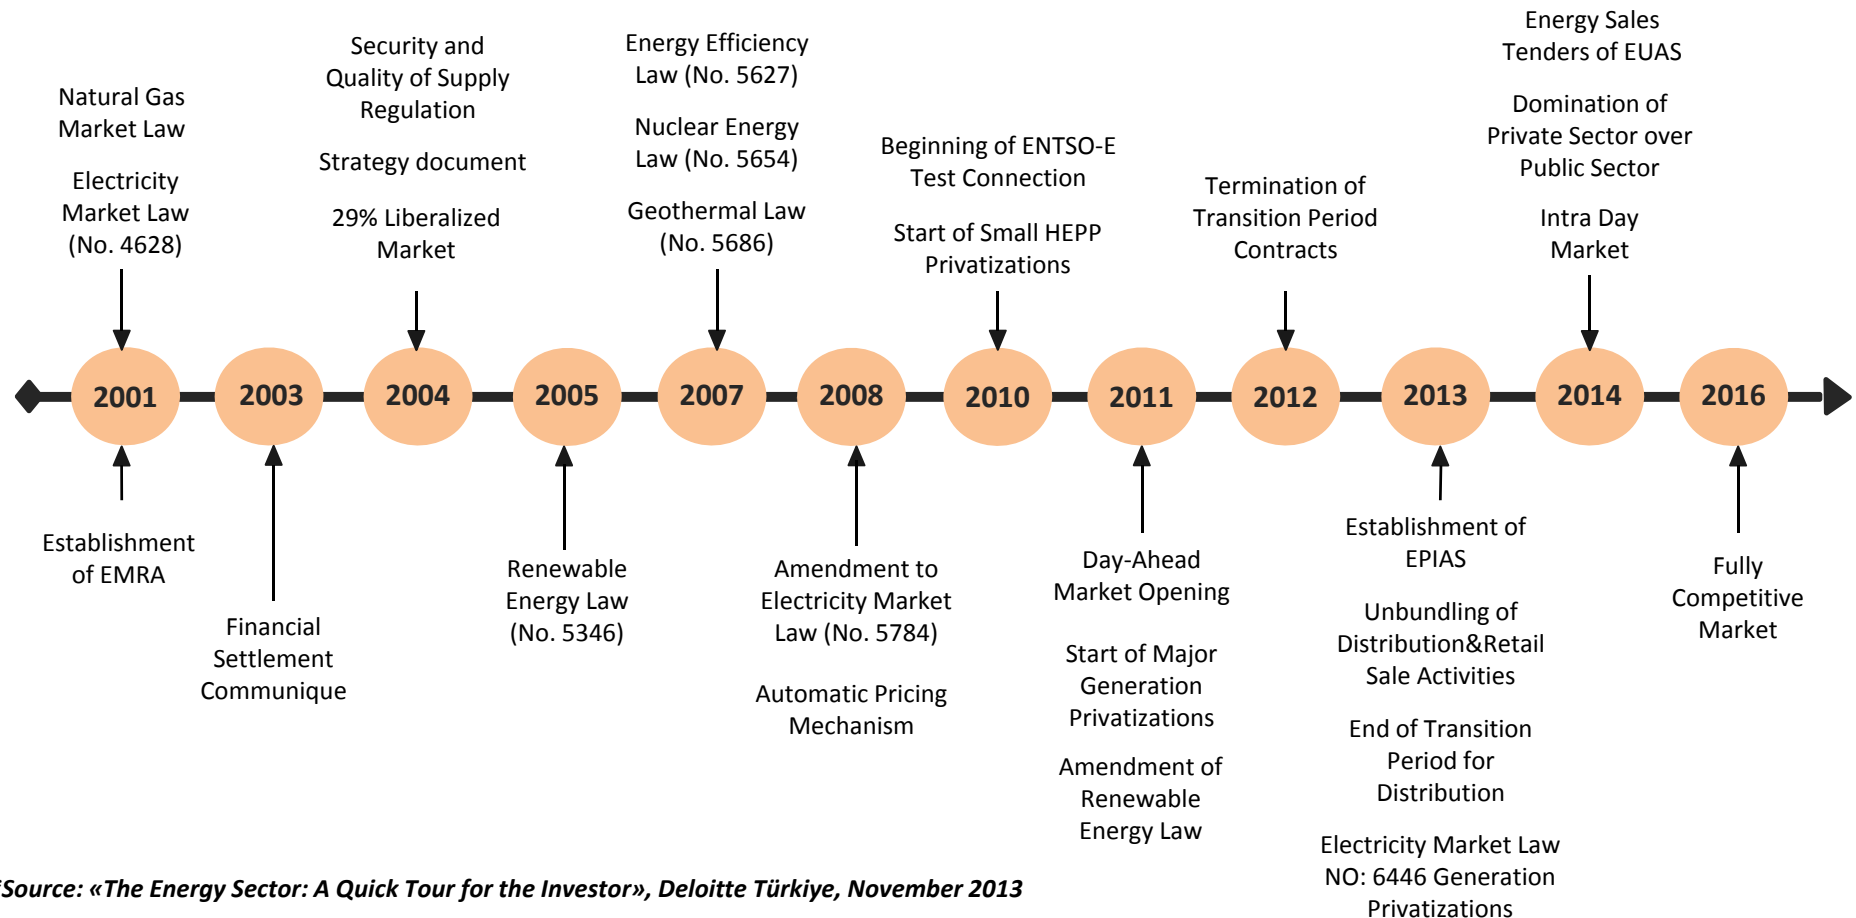 Natural Gas
Market Law
Electricity
Market Law
(No. 4628)
Security and
Quality of Supply
Regulation
Strategy document
29% Liberalized
Market
Energy Efficiency
Law (No. 5627)
Nuclear Energy
Law (No. 5654)
Geothermal Law
(No. 5686)
Beginning of ENTSO-E
Test Connection
Start of Small HEPP
Privatizations
Termination of
Transition Period
Contracts
Energy Sales
Tenders of EUAS
Domination of
Private Sector over
Public Sector
Intra Day
Market
2001
2003
2004
2005
2007
2008
2010
2011
2012
2013
2014
2016
Establishment
of EMRA
Financial
Settlement
Communique
Renewable
Energy Law
(No. 5346)
Amendment to
Electricity Market
Law (No. 5784)
Automatic Pricing
Mechanism
Day-Ahead
Market Opening
Start of Major
Generation
Privatizations
Amendment of
Renewable
Energy Law
Establishment of
EPIAS
Unbundling of
Distribution&Retail
Sale Activities
End of Transition
Period for
Distribution
Electricity Market Law
NO: 6446 Generation
Privatizations
Fully
Competitive
Market
*Source: «The Energy Sector: A Quick Tour for the Investor», Deloitte Türkiye, November 2013